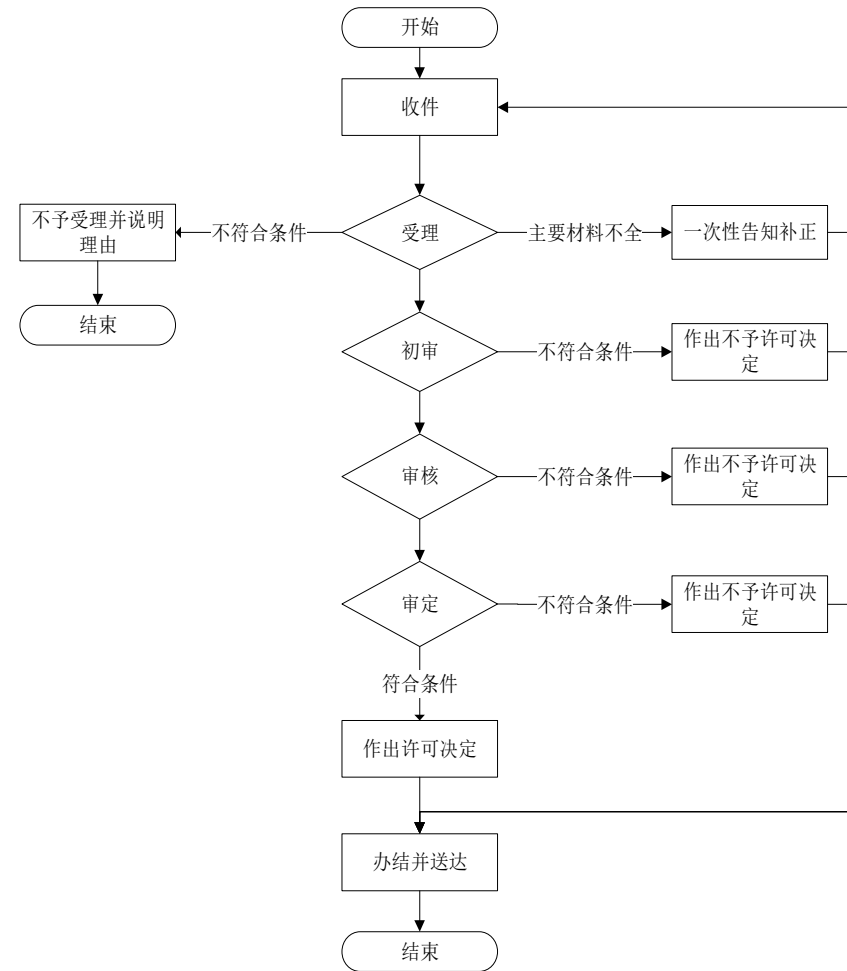 开始
收件
不予受理并说明
理由
不符合条件
受理
主要材料不全
一次性告知补正
结束
初审
不符合条件
作出不予许可决
定
审核
不符合条件
作出不予许可决
定
审定
不符合条件
作出不予许可决
定
符合条件
作出许可决定
办结并送达
结束